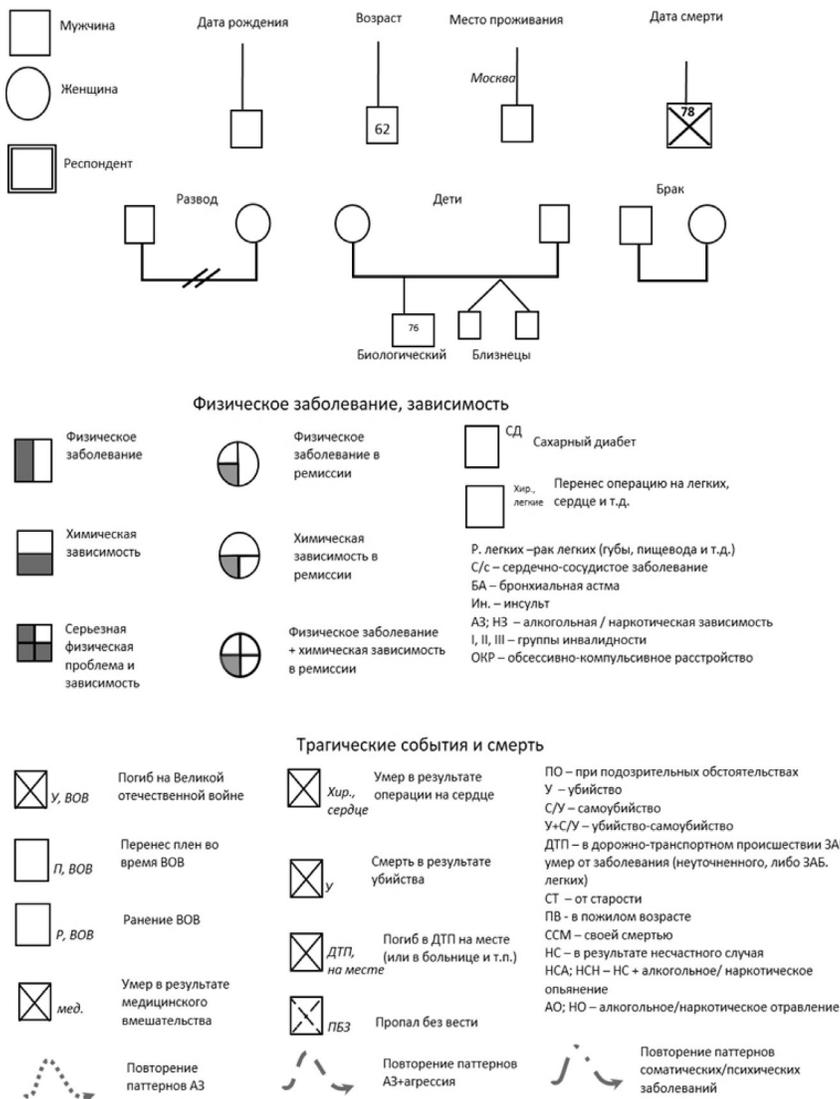 Мужчина
Дата рождения
Возраст
Место проживания
Дата смерти
Женщина
Москва
62
78
Респондент
Развод
Дети
Брак
76
Биологический
Близнецы
Физическое заболевание, зависимость
Физическое
заболевание
Физическое
заболевание в
ремиссии
СД
Сахарный диабет
Хир.,
легкие
Перенес операцию на легких,
сердце и т.д.
Химическая
зависимость
Химическая
зависимость в
ремиссии
Р. легких –рак легких (губы, пищевода и т.д.)
С/с – сердечно-сосудистое заболевание
БА – бронхиальная астма
Ин. – инсульт
АЗ; НЗ – алкогольная / наркотическая зависимость
I, II, III – группы инвалидности
ОКР – обсессивно-компульсивное расстройство
Серьезная
физическая
проблема и
зависимость
Физическое заболевание
+ химическая зависимость
в ремиссии
Трагические события и смерть
У, ВОВ
Погиб на Великой
отечественной войне
Хир.,
сердце
Умер в результате
операции на сердце
П, ВОВ
Перенес плен во
время ВОВ
У
Смерть в результате
убийства
Р, ВОВ
Ранение ВОВ
ДТП,
на месте
Погиб в ДТП на месте
(или в больнице и т.п.)
мед.
Умер в результате
медицинского
вмешательства
ПБЗ
Пропал без вести
ПО – при подозрительных обстоятельствах
У – убийство
С/У – самоубийство
У+С/У – убийство-самоубийство
ДТП – в дорожно-транспортном происшествии ЗА
умер от заболевания (неуточненного, либо ЗАБ.
легких)
СТ – от старости
ПВ - в пожилом возрасте
ССМ – своей смертью
НС – в результате несчастного случая
НСА; НСН – НС + алкогольное/ наркотическое
опьянение
АО; НО – алкогольное/наркотическое отравление
Повторение
паттернов АЗ
Повторение паттернов
АЗ+агрессия
Повторение паттернов
соматических/психических
заболеваний